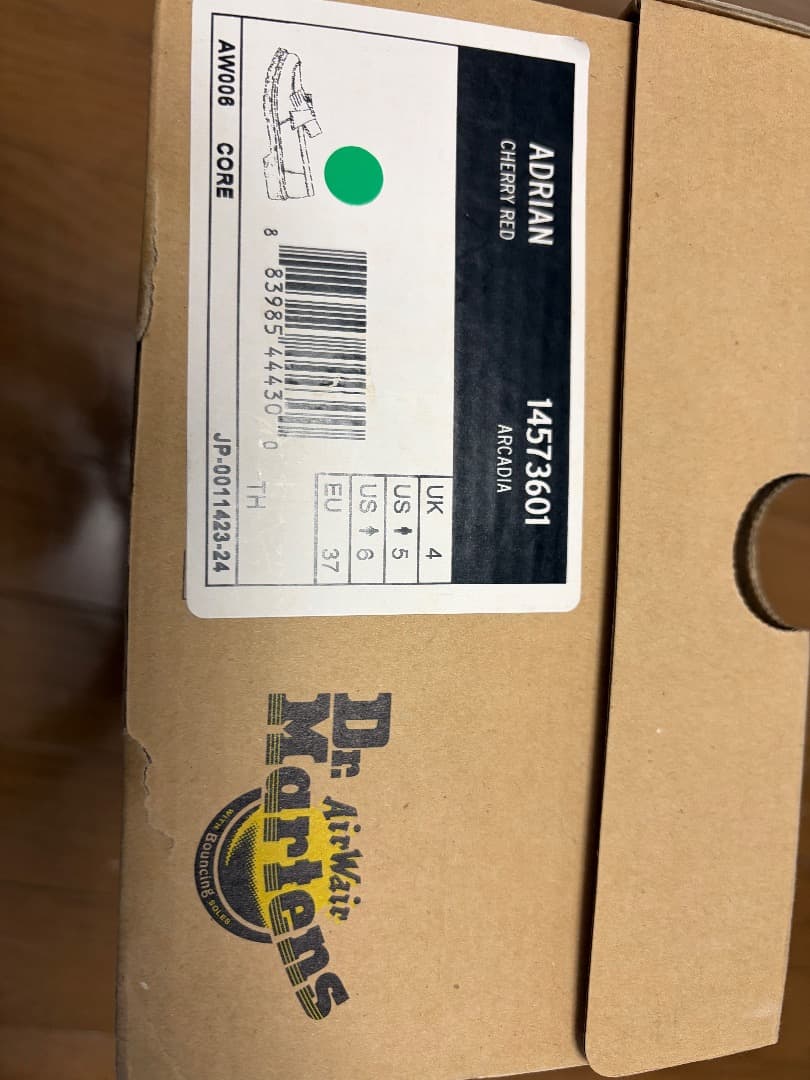 ADRIAN 14573601
CHERRY RED ARCADIA
UK 4
US 5
US 6
EU 37
8 83985 44430 0
TH
AW006 CORE JP-0011423-24
Dr. AirWair
Martens
WITH Bouncing SOLES